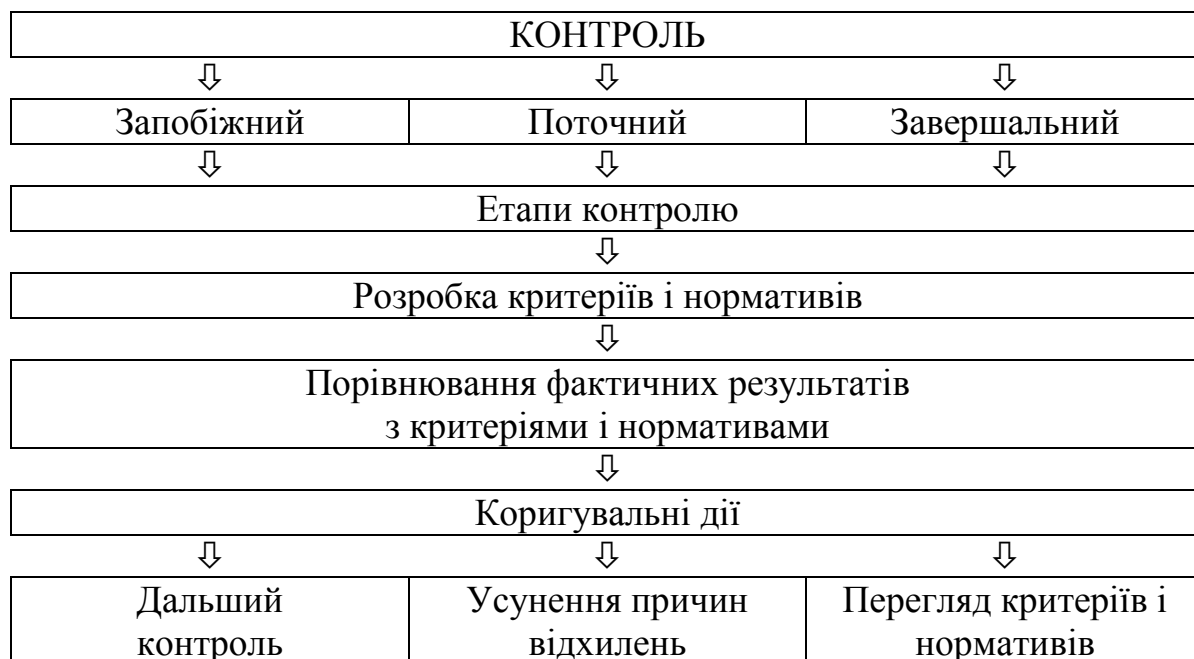 КОНТРОЛЬ
⇩ ⇩ ⇩
Запобіжний Поточний Завершальний
⇩ ⇩ ⇩
Етапи контролю
⇩
Розробка критеріїв і нормативів
⇩
Порівнювання фактичних результатів
з критеріями і нормативами
⇩
Коригувальні дії
⇩ ⇩ ⇩
Дальший
контроль
Усунення причин
відхилень
Перегляд критеріїв і
нормативів